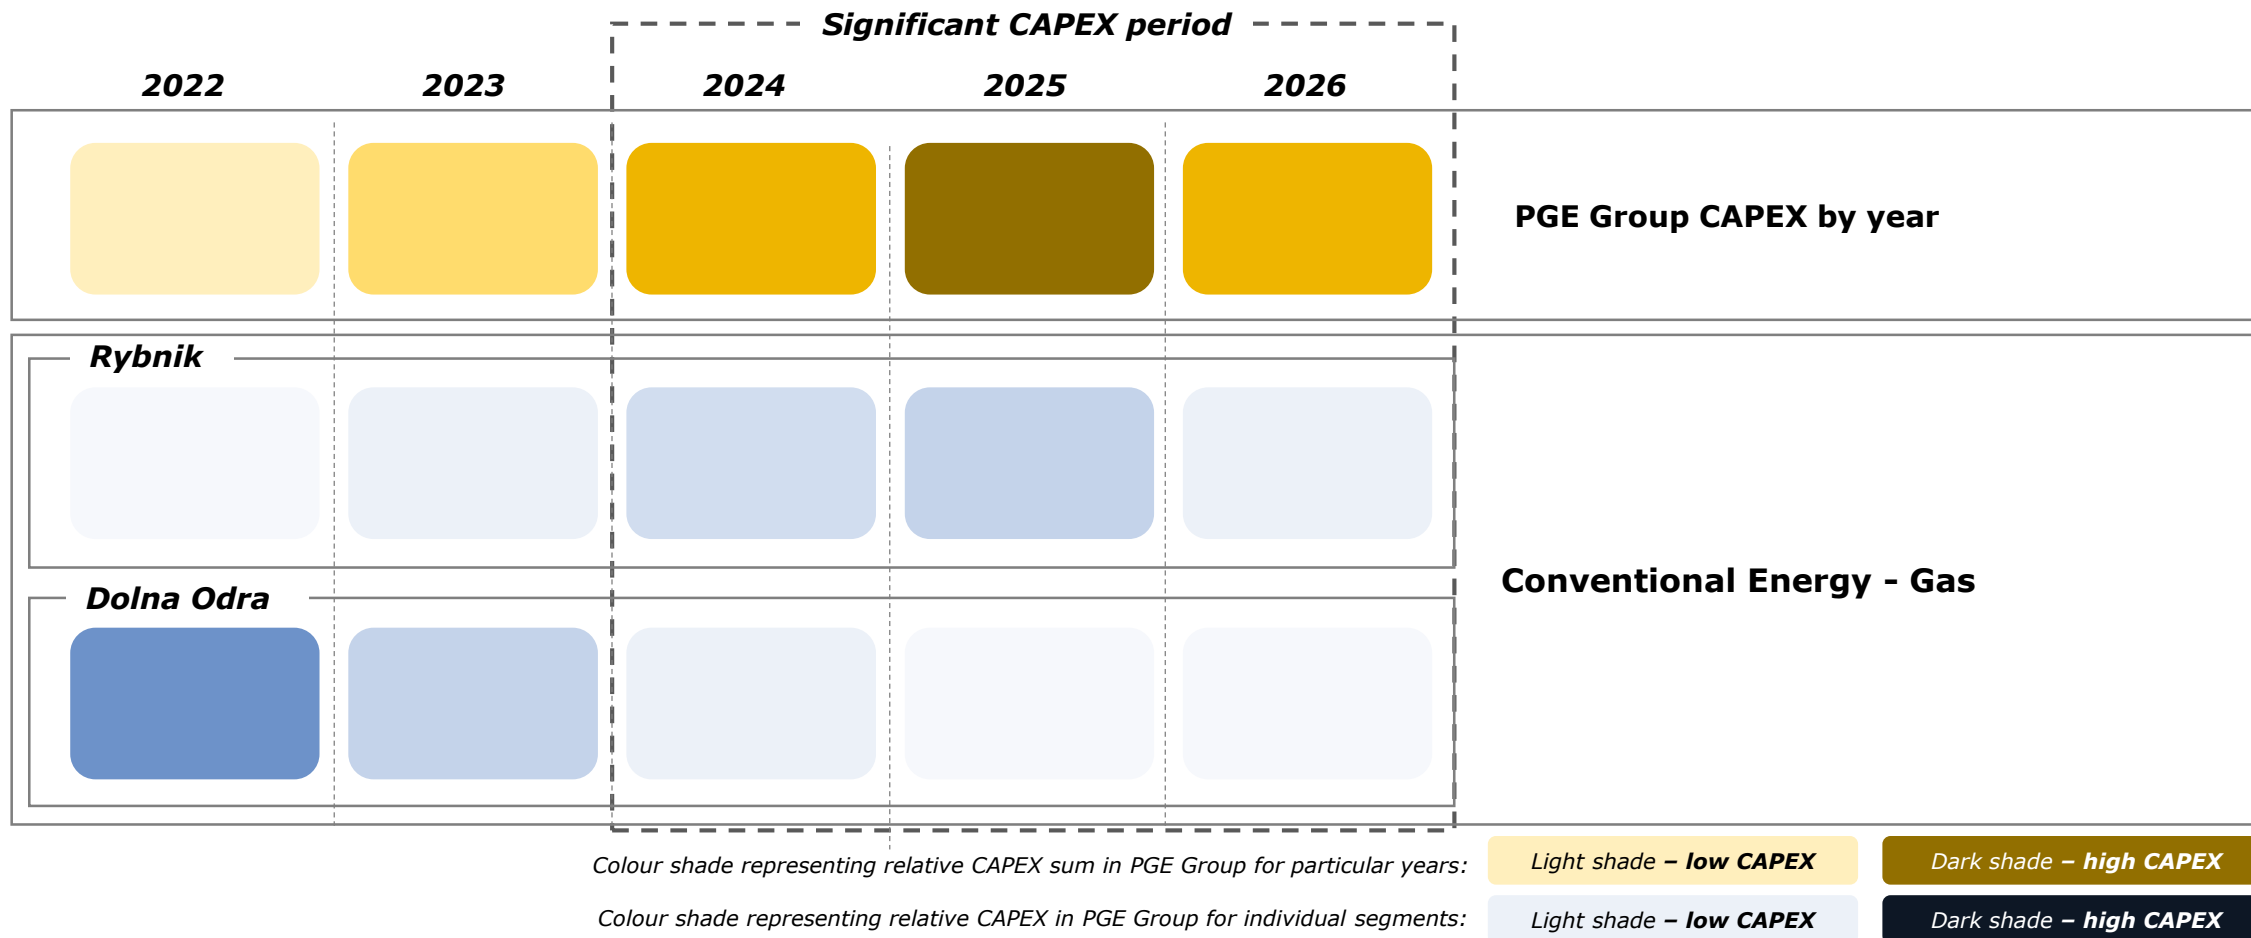 Significant CAPEX period
2022 2023 2024 2025 2026
PGE Group CAPEX by year
Rybnik
Conventional Energy – Gas
Dolna Odra
Colour shade representing relative CAPEX sum in PGE Group for particular years: Light shade – low CAPEX Dark shade – high CAPEX
Colour shade representing relative CAPEX in PGE Group for individual segments: Light shade – low CAPEX Dark shade – high CAPEX